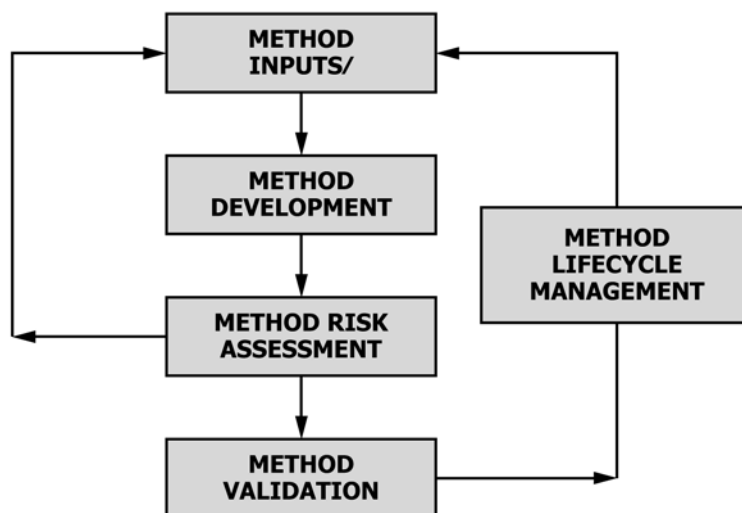 METHOD
INPUTS/
METHOD
DEVELOPMENT
METHOD
LIFECYCLE
MANAGEMENT
METHOD RISK
ASSESSMENT
METHOD
VALIDATION